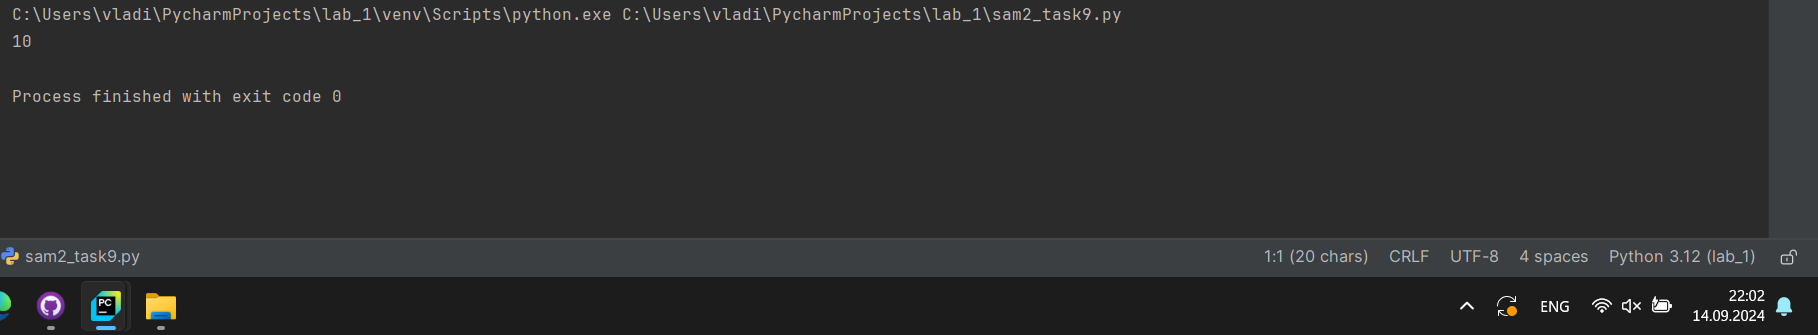 C:\Users\vladi\PycharmProjects\lab_1\venv\Scripts\python.exe C:\Users\vladi\PycharmProjects\lab_1\sam2_task9.py
10
Process finished with exit code 0
sam2_task9.py 1:1 (20 chars) CRLF UTF-8 4 spaces Python 3.12 (lab_1)
PC ENG 22:02
14.09.2024